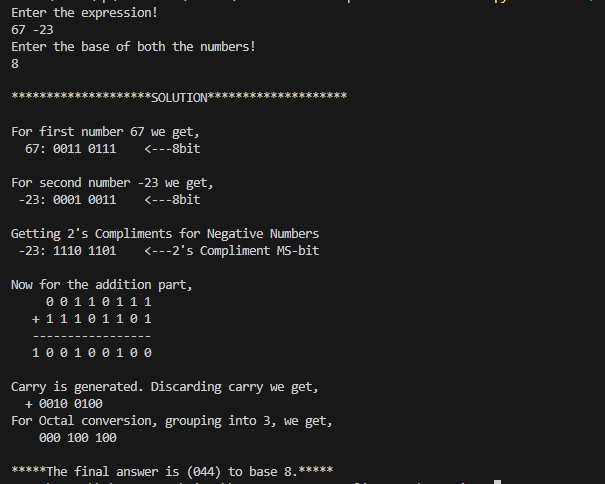 Enter the expression!
67 -23
Enter the base of both the numbers!
8
********************SOLUTION********************
For first number 67 we get,
67: 0011 0111 <---8bit
For second number -23 we get,
-23: 0001 0011 <---8bit
Getting 2's Compliments for Negative Numbers
-23: 1110 1101 <---2's Compliment MS-bit
Now for the addition part,
0 0 1 1 0 1 1 1
+ 1 1 1 0 1 1 0 1
-----------------
1 0 0 1 0 0 1 0 0
Carry is generated. Discarding carry we get,
+ 0010 0100
For Octal conversion, grouping into 3, we get,
000 100 100
*****The final answer is (044) to base 8.*****